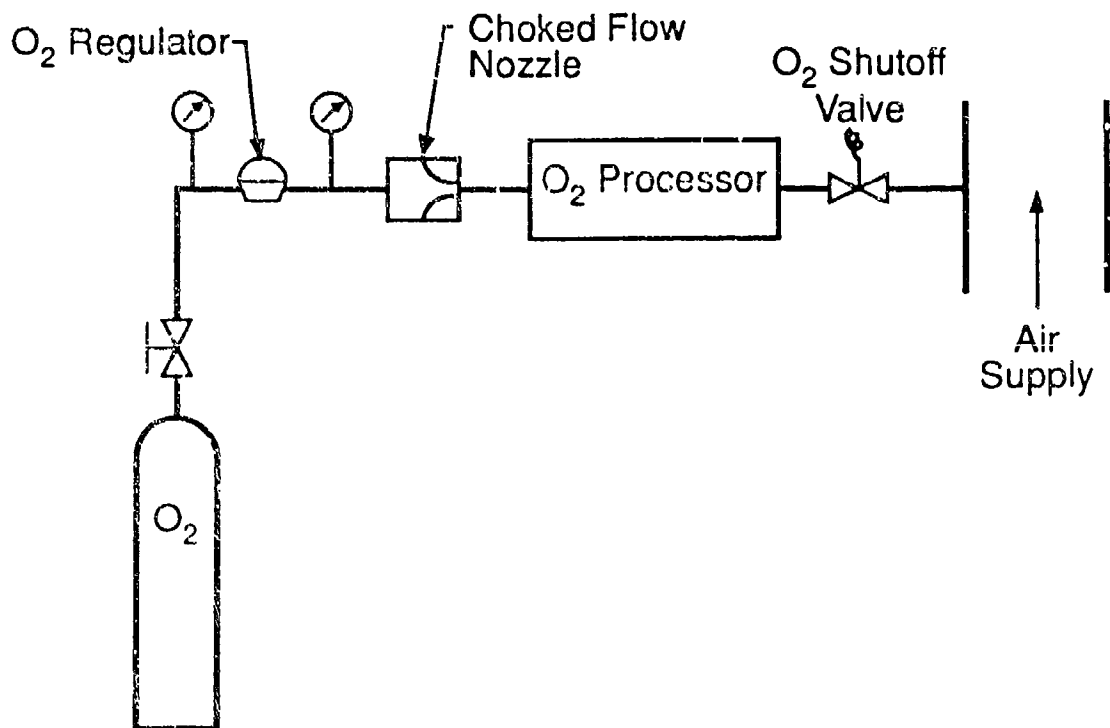 O₂ Regulator
Choked Flow
Nozzle
O₂ Shutoff
Valve
O₂ Processor
Air
Supply
O₂